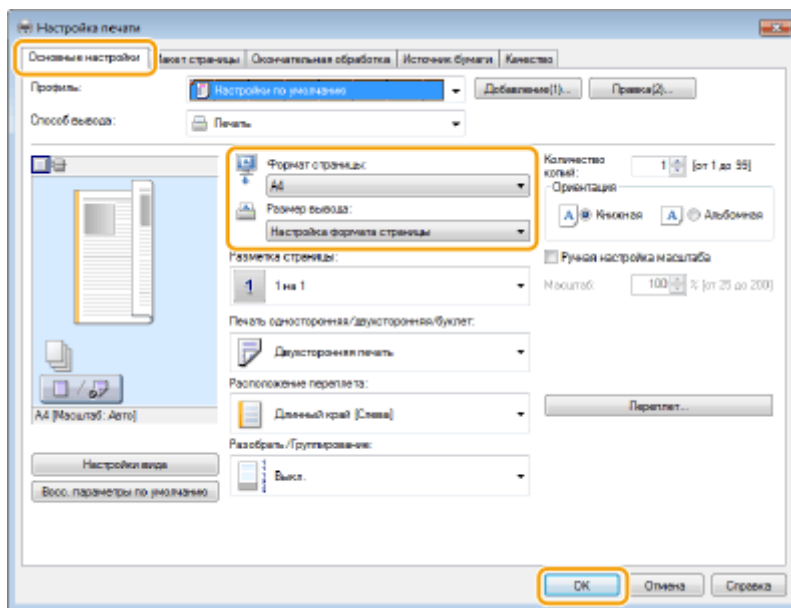 Настройка печати
Основные настройки Макет страницы Окончательная обработка Источник бумаги Качество
Профиль: Настройки по умолчанию Добавление(1)... Правка(2)...
Способ вывода: Печать
Формат страницы:
A4
Размер вывода:
Настройка формата страницы
Количество копий: 1 [от 1 до 99]
Ориентация
A Книжная A Альбомная
Разметка страницы:
1 1 на 1
Ручная настройка масштаба
Масштаб: 100 % [от 25 до 200]
Печать односторонняя/двухсторонняя/буклет:
Двухсторонняя печать
Расположение переплета:
Длинный край [Слева]
Переплет...
A4 [Масштаб: Авто]
Разобрать/Группирование:
Выкл.
Настройки вида
Восс. параметры по умолчанию
OK Отмена Справка